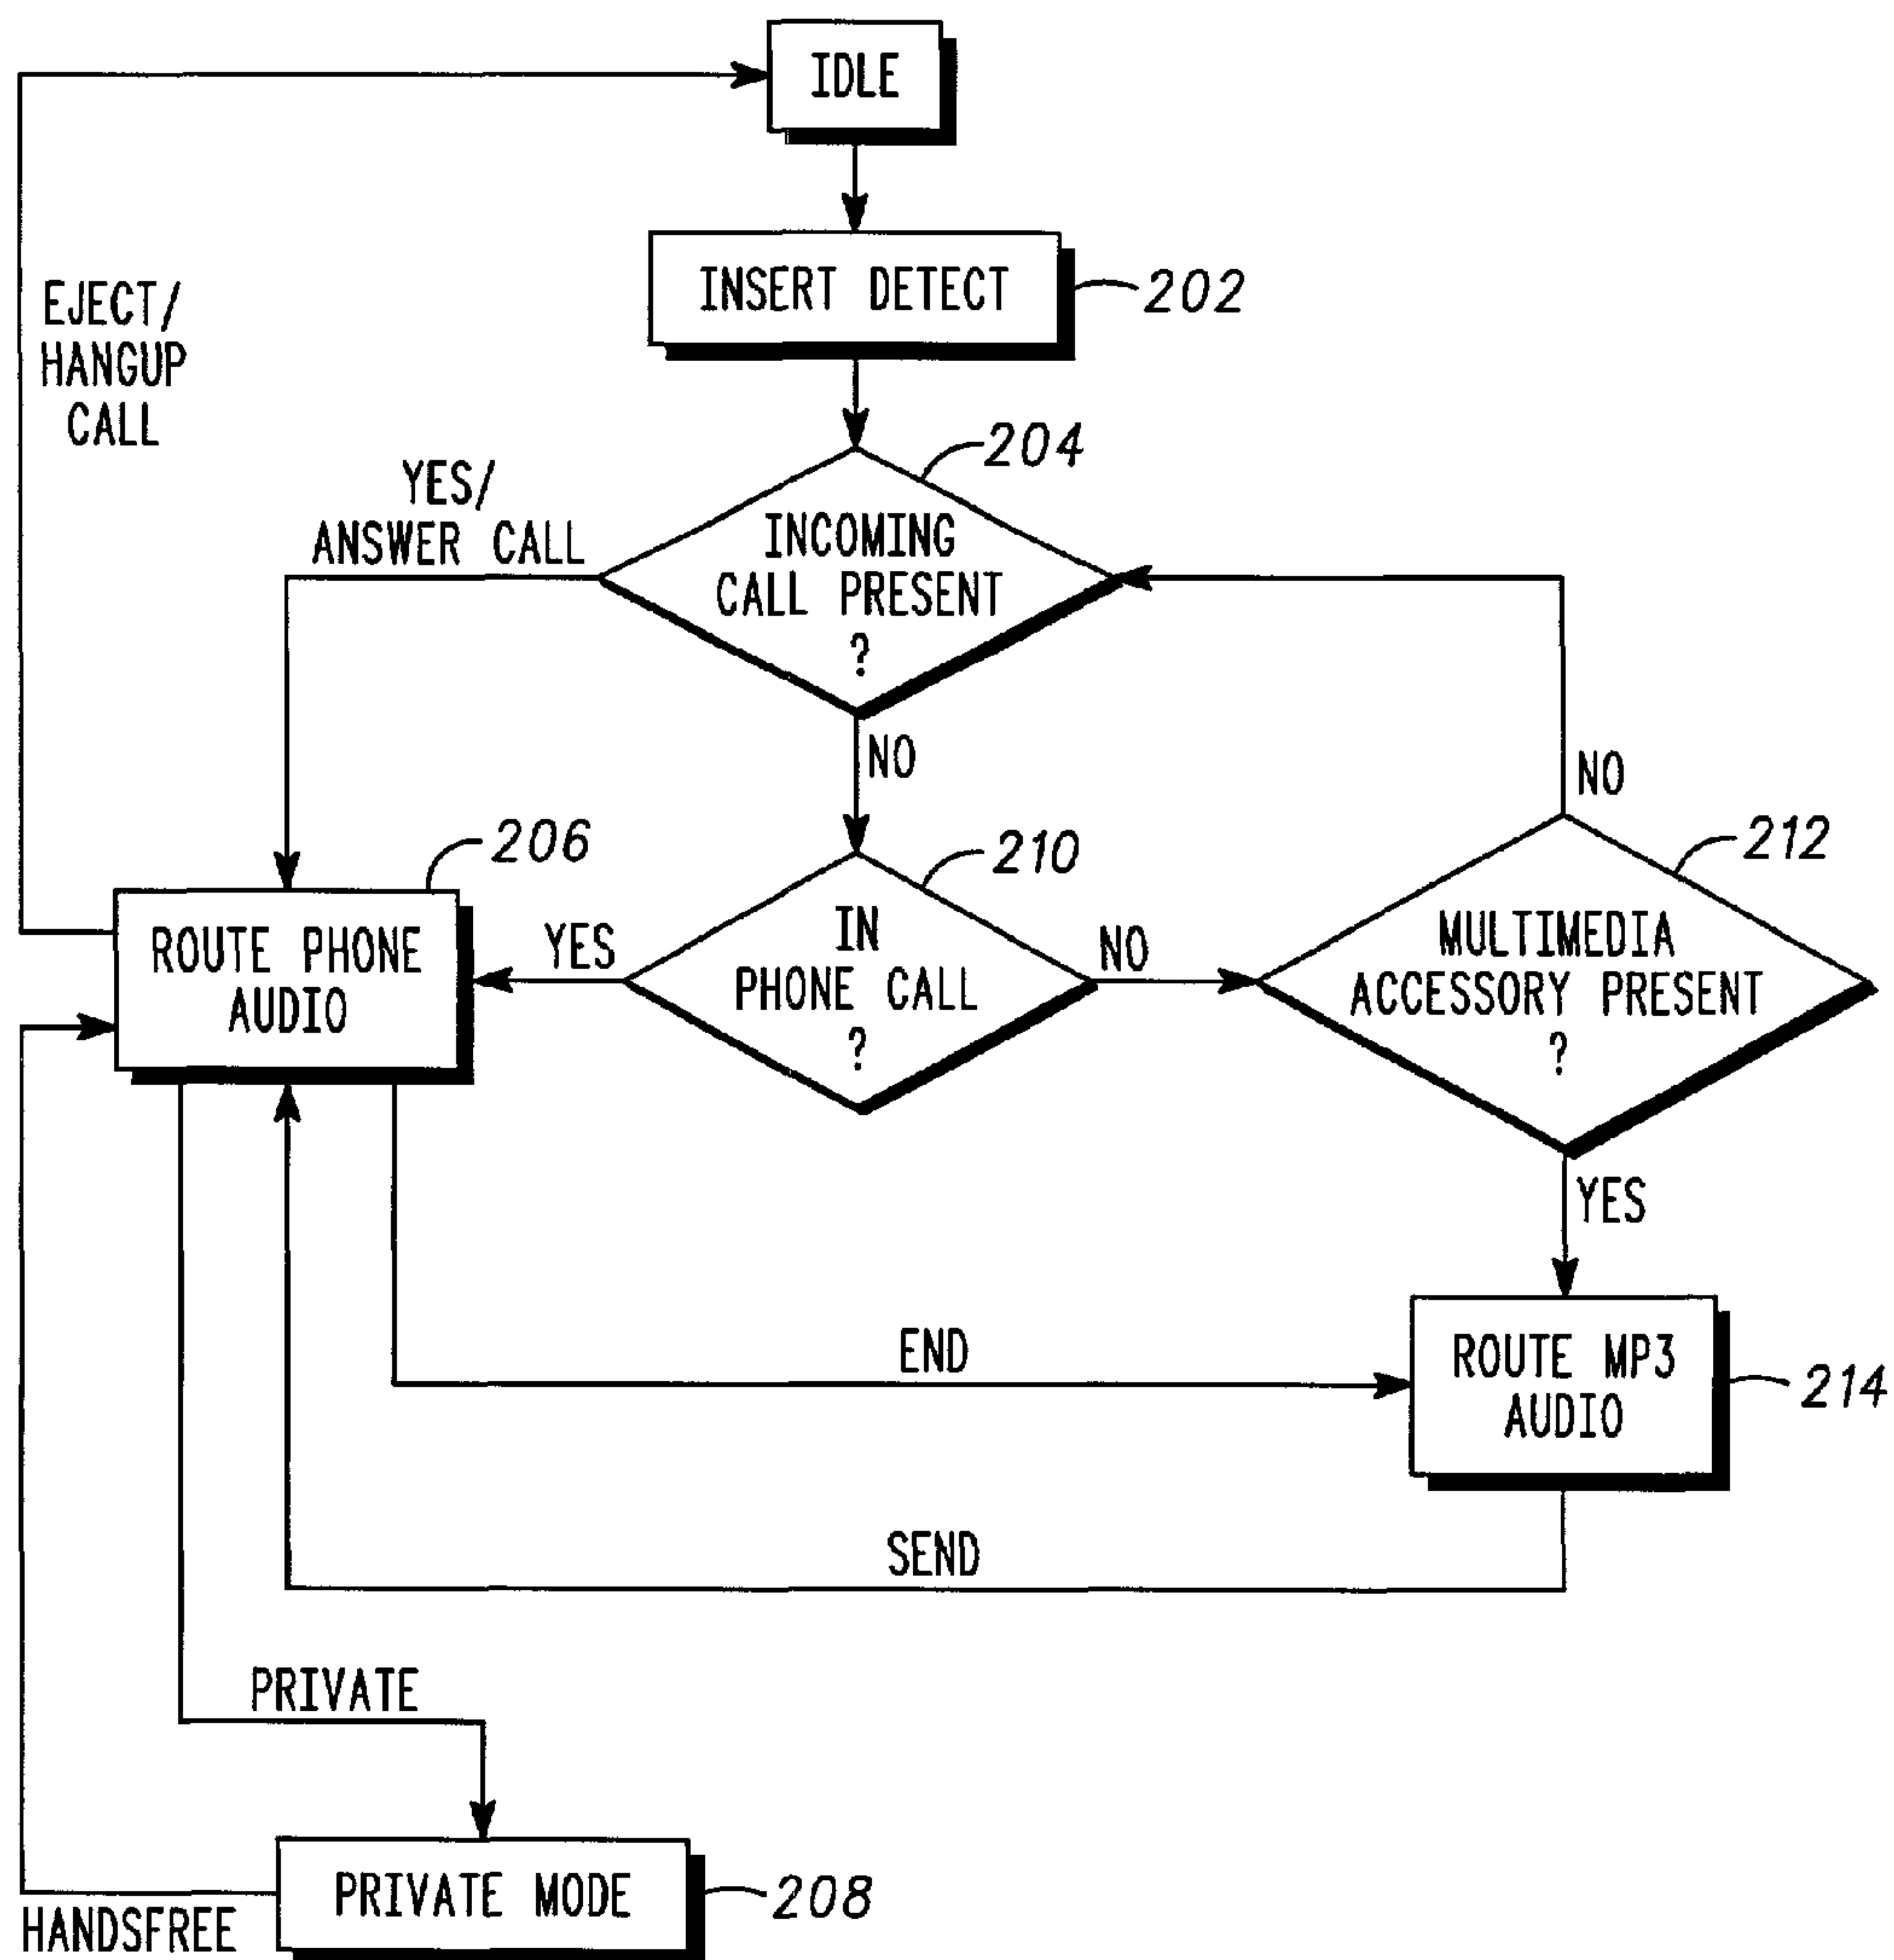 IDLE
INSERT DETECT
202
EJECT/
HANGUP
CALL
204
YES/
ANSWER CALL
INCOMING
CALL PRESENT
?
NO
NO
206
210
212
ROUTE PHONE
AUDIO
YES
IN
PHONE CALL
?
NO
MULTIMEDIA
ACCESSORY PRESENT
?
YES
END
ROUTE MP3
AUDIO
214
SEND
PRIVATE
PRIVATE MODE
208
HANDSFREE